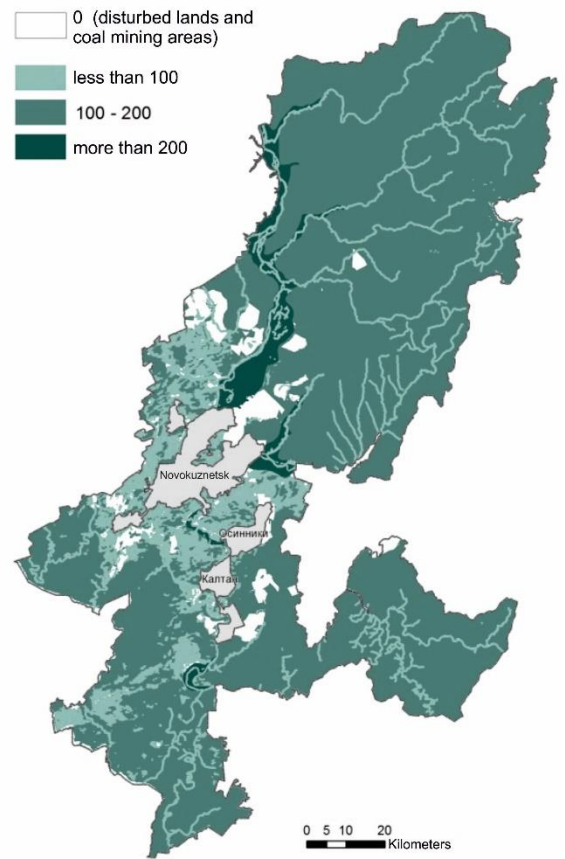 0 (disturbed lands and
coal mining areas)
less than 100
100 - 200
more than 200
Novokuznetsk
Осинники
Калтан
0 5 10 20
Kilometers